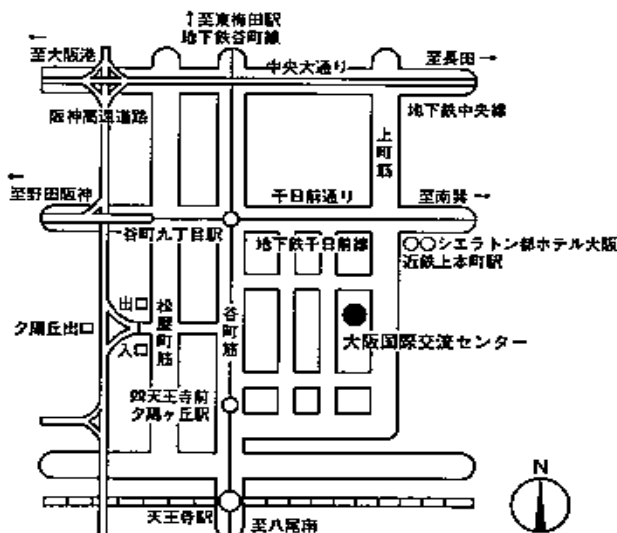 ↑至東梅田駅
地下鉄谷町線
←
至大阪港
中央大通り
至長田→
阪神高速道路
地下鉄中央線
上町筋
←
至野田阪神
千日前通り
至南巽→
谷町九丁目駅
地下鉄千日前線
○○シェラトン都ホテル大阪
近鉄上本町駅
出口
松屋町筋
谷町筋
夕陽丘出口
入口
大阪国際交流センター
四天王寺前
夕陽ヶ丘駅
N
天王寺駅
至八尾南